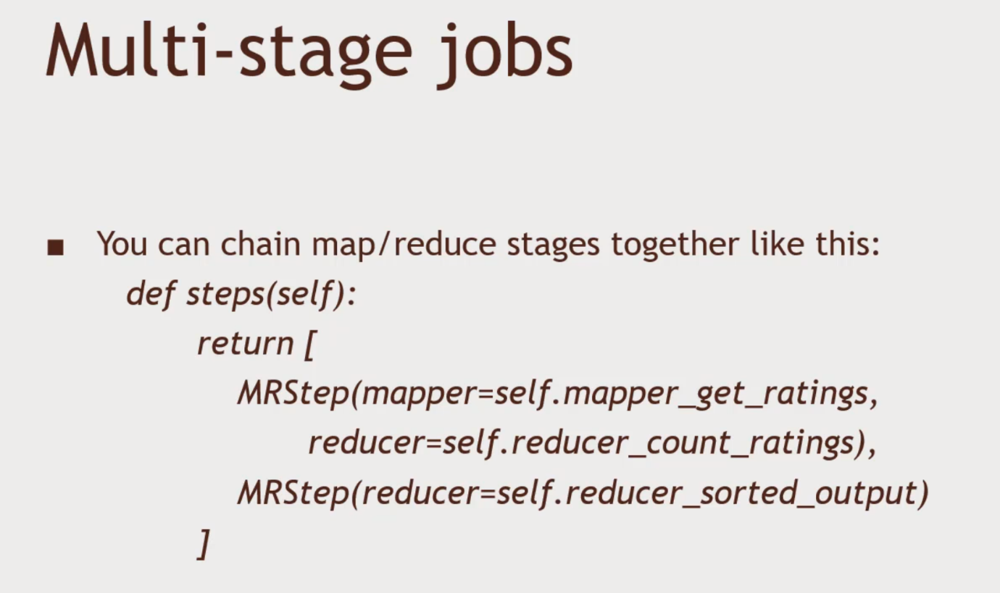 Multi-stage jobs
■ You can chain map/reduce stages together like this:
def steps(self):
return [
MRStep(mapper=self.mapper_get_ratings,
reducer=self.reducer_count_ratings),
MRStep(reducer=self.reducer_sorted_output)
]